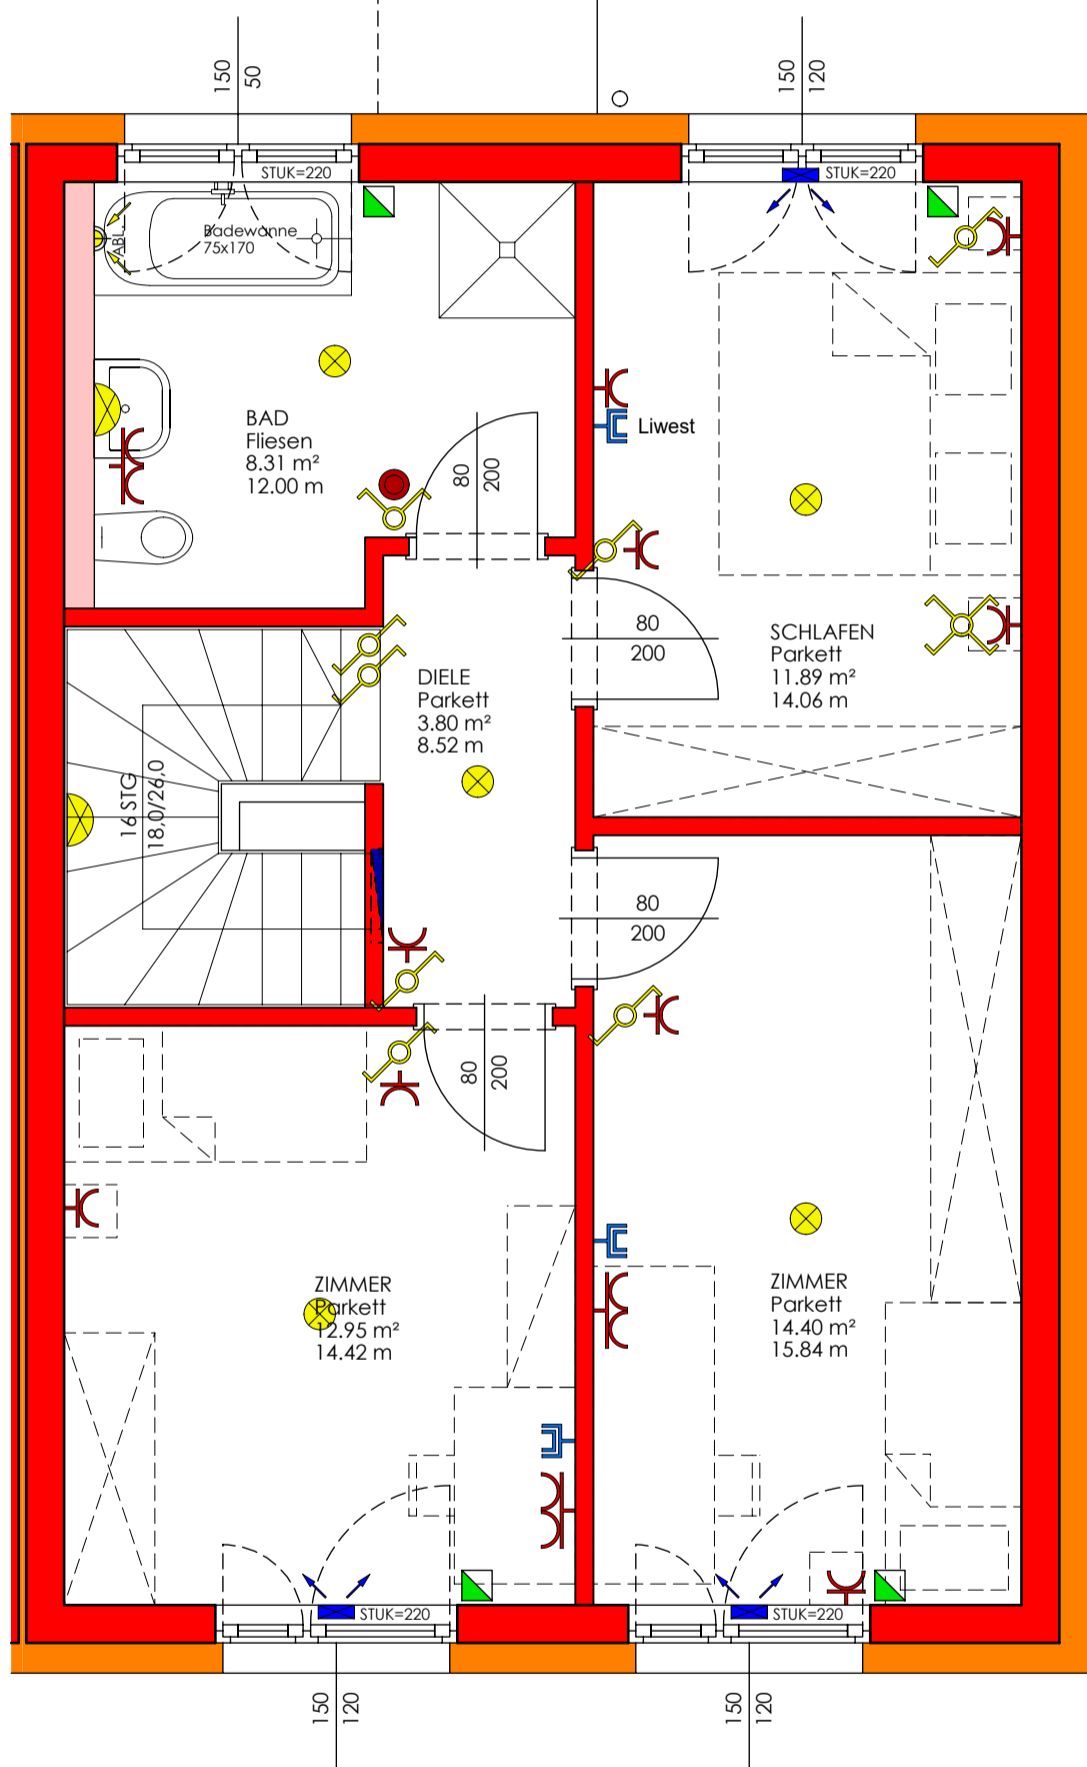 150
50
150
120
STUK=220
STUK=220
ABL.
Badewanne
75x170
BAD
Fliesen
8.31 m²
12.00 m
80
200
Liwest
80
200
SCHLAFEN
Parkett
11.89 m²
14.06 m
DIELE
Parkett
3.80 m²
8.52 m
16 STG
18,0/26,0
80
200
80
200
ZIMMER
Parkett
12.95 m²
14.42 m
ZIMMER
Parkett
14.40 m²
15.84 m
STUK=220
STUK=220
150
120
150
120